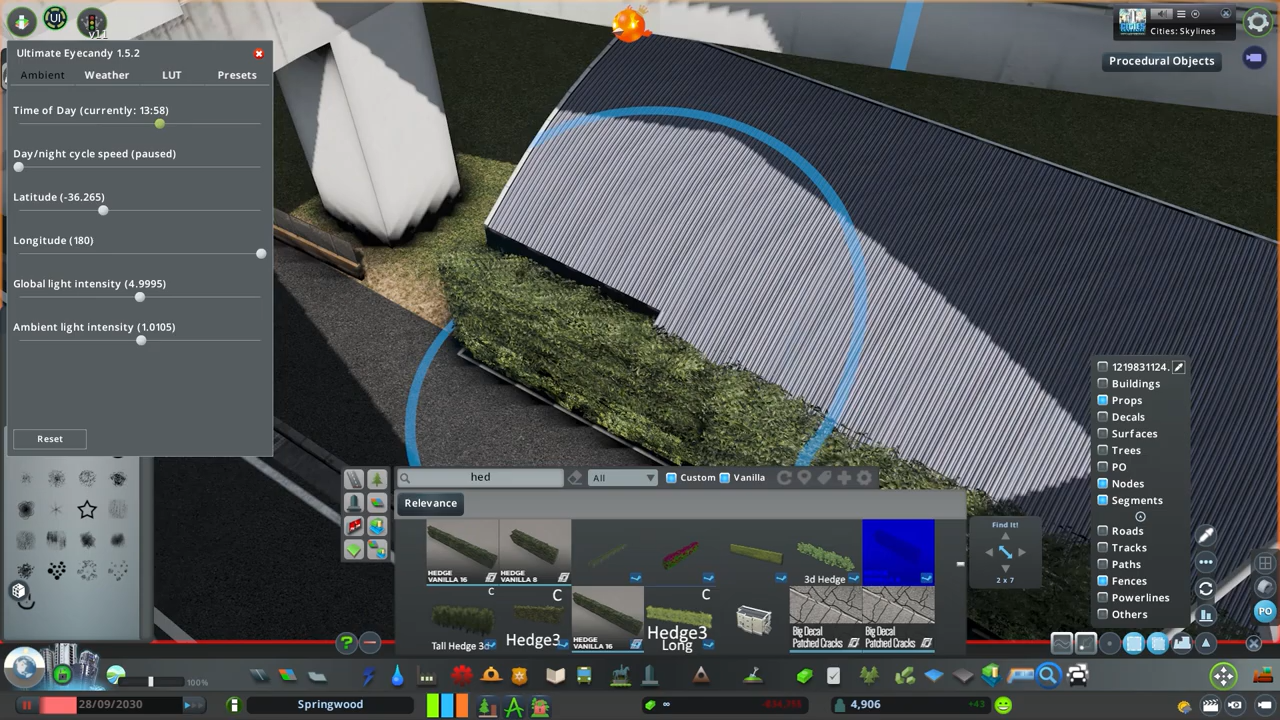 y11
Cities: Skylines
Procedural Objects
Ultimate Eyecandy 1.5.2
Ambient
Weather
LUT
Presets
Time of Day (currently: 13:58)
Day/night cycle speed (paused)
Latitude (-36.265)
Longitude (180)
Global light intensity (4.9995)
Ambient light intensity (1.0105)
Reset
1219831124.
Buildings
Props
Decals
Surfaces
Trees
PO
Nodes
Segments
Roads
Tracks
Paths
Fences
Powerlines
Others
hed
All
Custom
Vanilla
Relevance
Find It!
2 x 7
HEDGE
VANILLA 16
HEDGE
VANILLA 8
3d Hedge
C
Tall Hedge 3d
C
Hedge3
HEDGE
VANILLA 16
C
Hedge3
Long
Big Decal
Patched Cracks
Big Decal
Patched Cracks
PO
100%
28/09/2030
Springwood
∞
4,906
+43